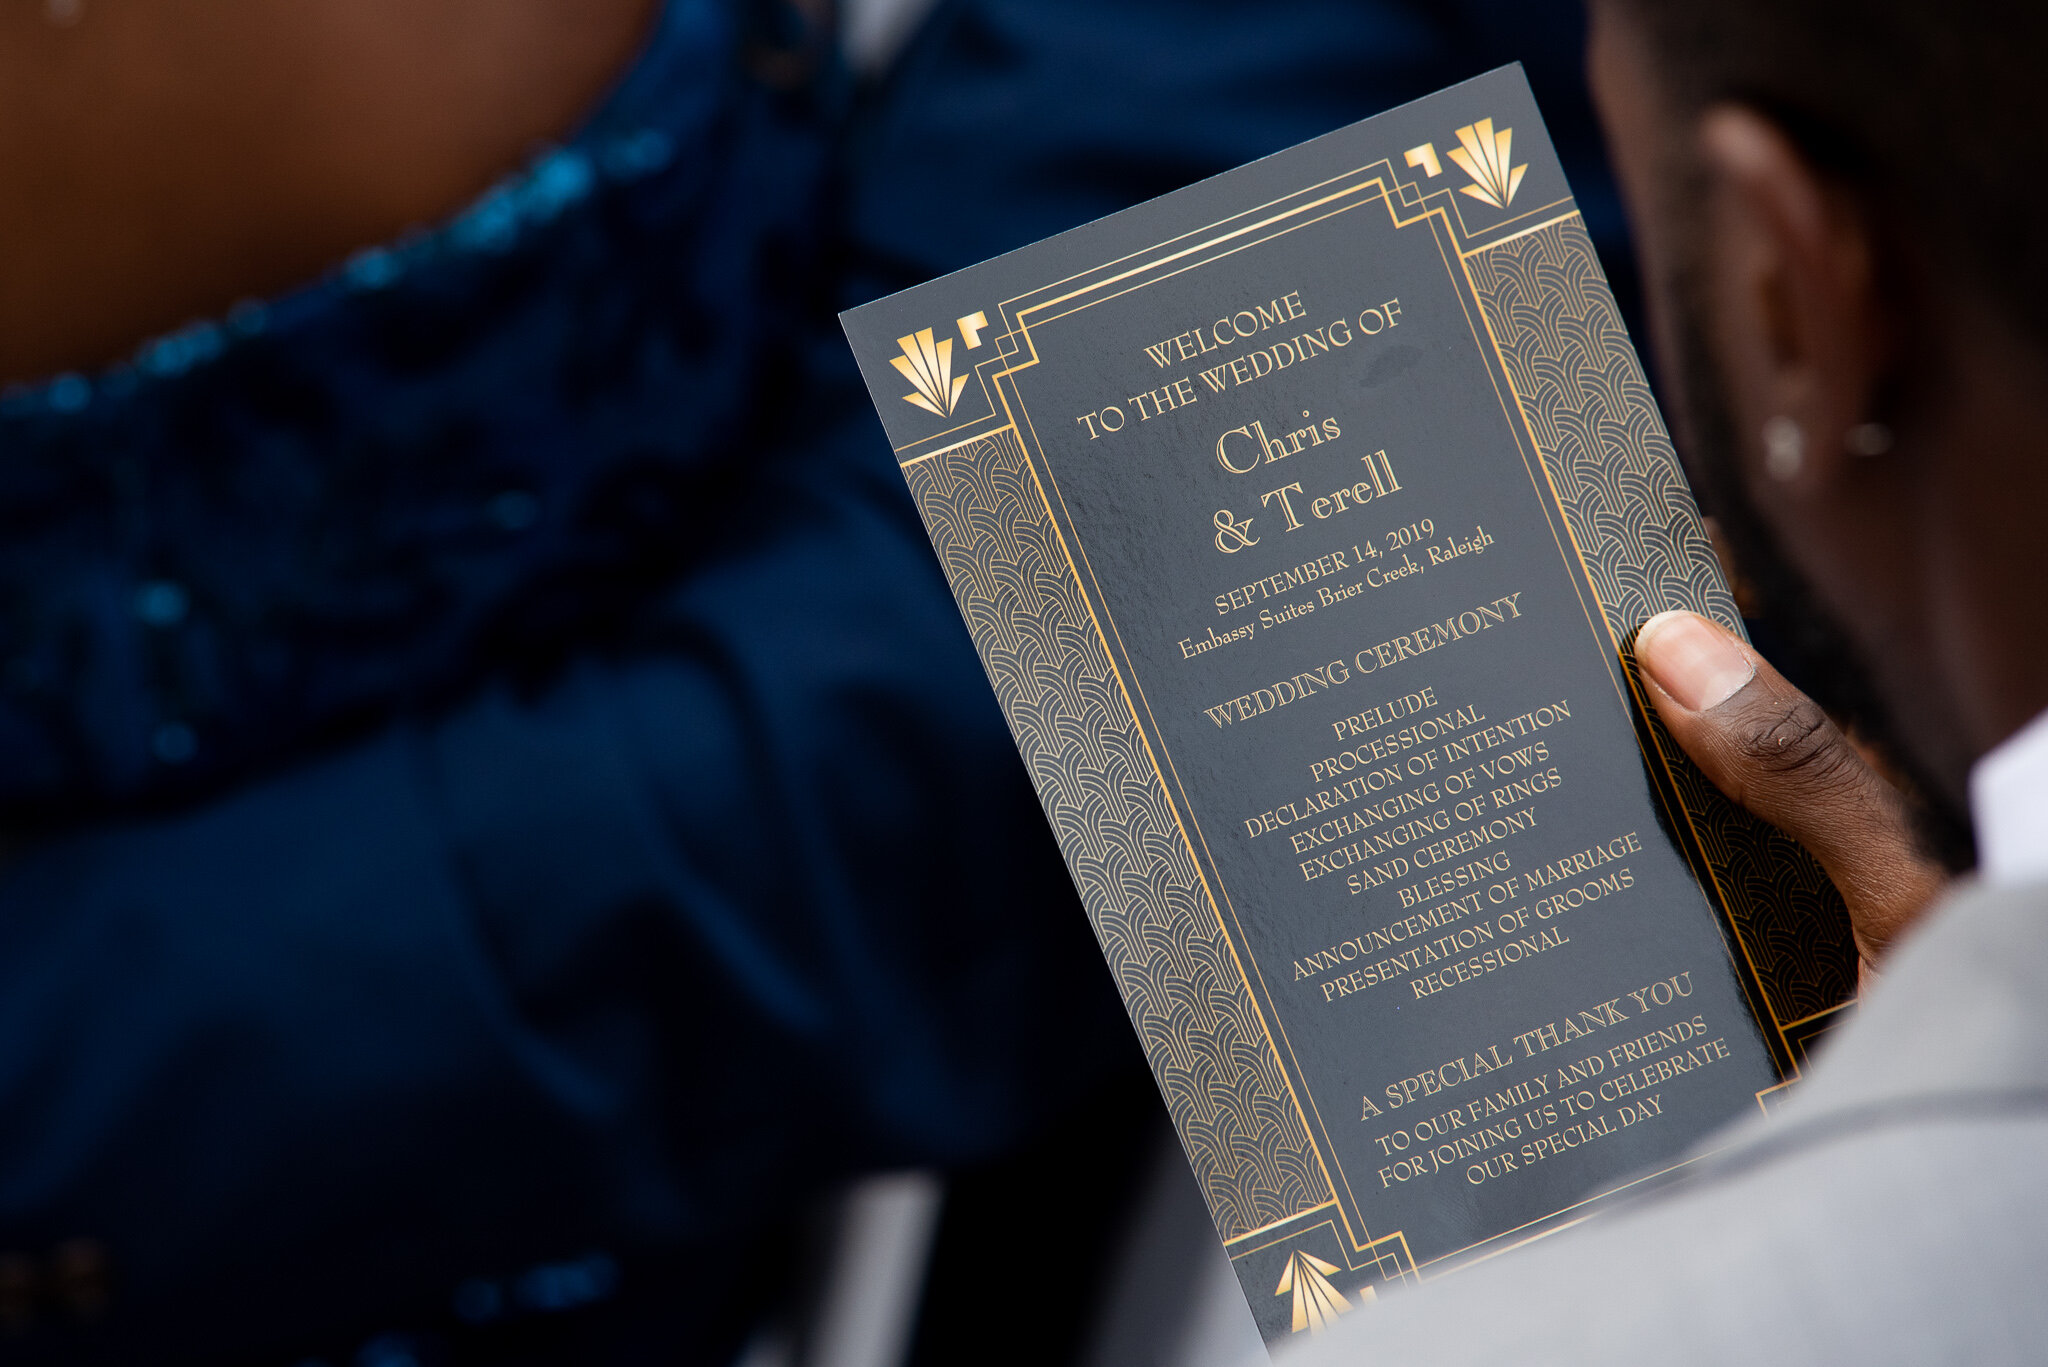 WELCOME
TO THE WEDDING OF
Chris
& Terell
SEPTEMBER 14, 2019
Embassy Suites Brier Creek, Raleigh
WEDDING CEREMONY
PRELUDE
PROCESSIONAL
DECLARATION OF INTENTION
EXCHANGING OF VOWS
EXCHANGING OF RINGS
SAND CEREMONY
BLESSING
ANNOUNCEMENT OF MARRIAGE
PRESENTATION OF GROOMS
RECESSIONAL
A SPECIAL THANK YOU
TO OUR FAMILY AND FRIENDS
FOR JOINING US TO CELEBRATE
OUR SPECIAL DAY